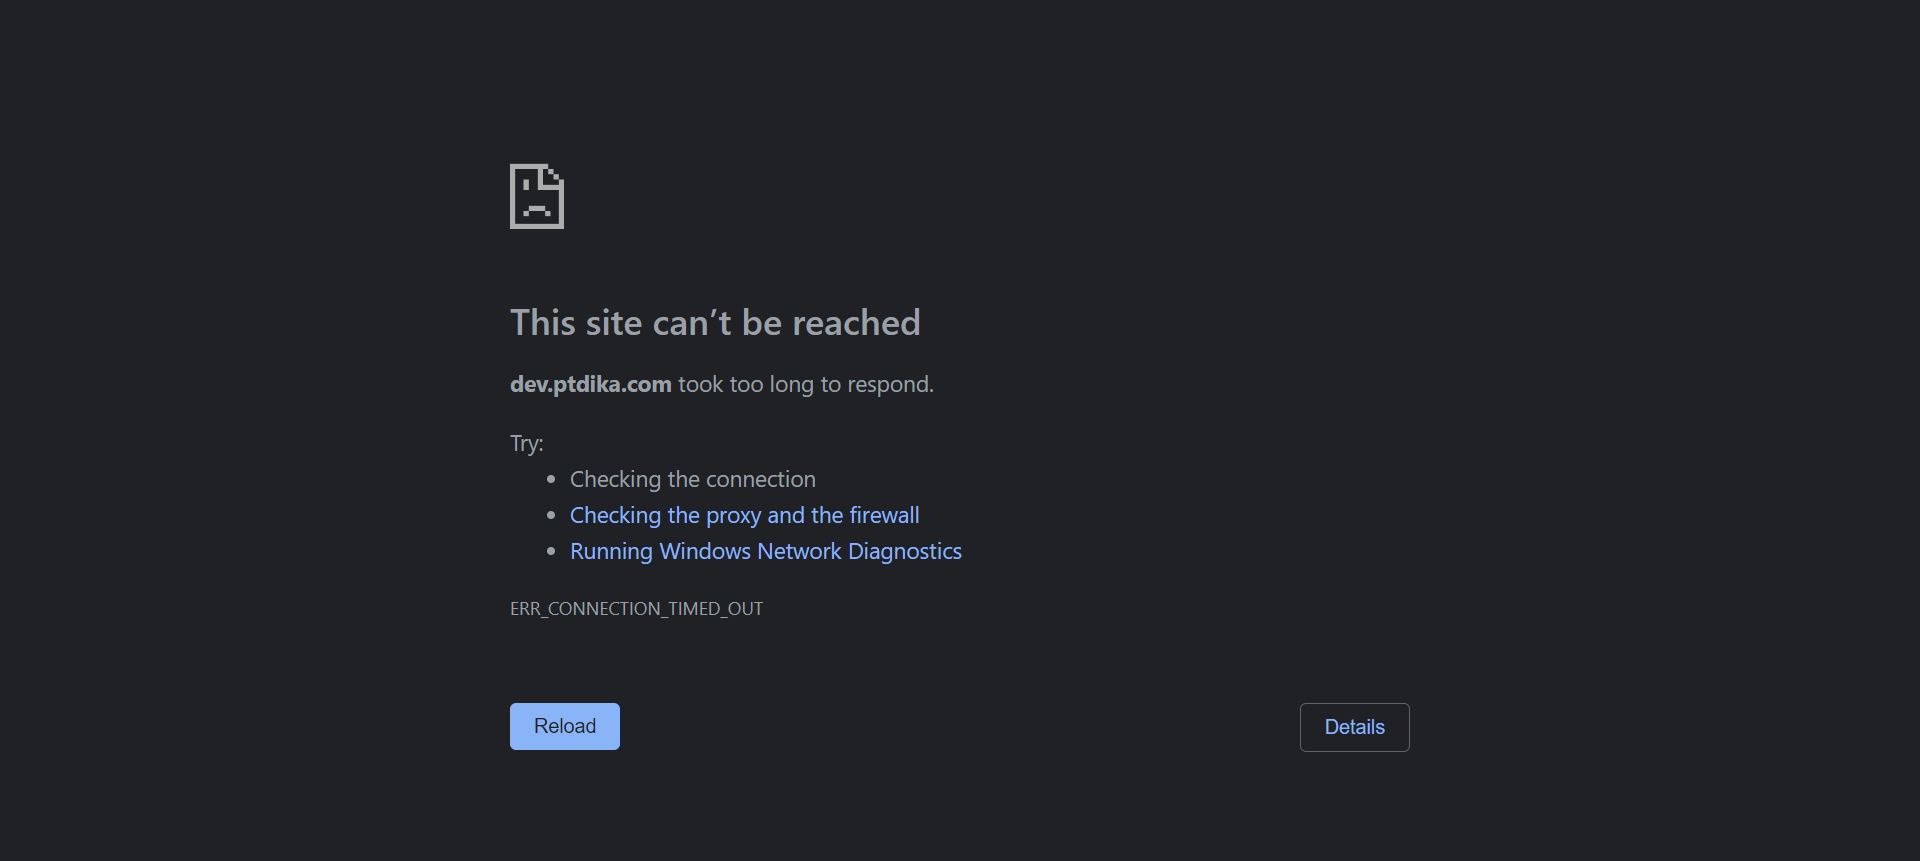 This site can’t be reached
dev.ptdika.com took too long to respond.
Try:
• Checking the connection
• Checking the proxy and the firewall
• Running Windows Network Diagnostics
ERR_CONNECTION_TIMED_OUT
Reload
Details